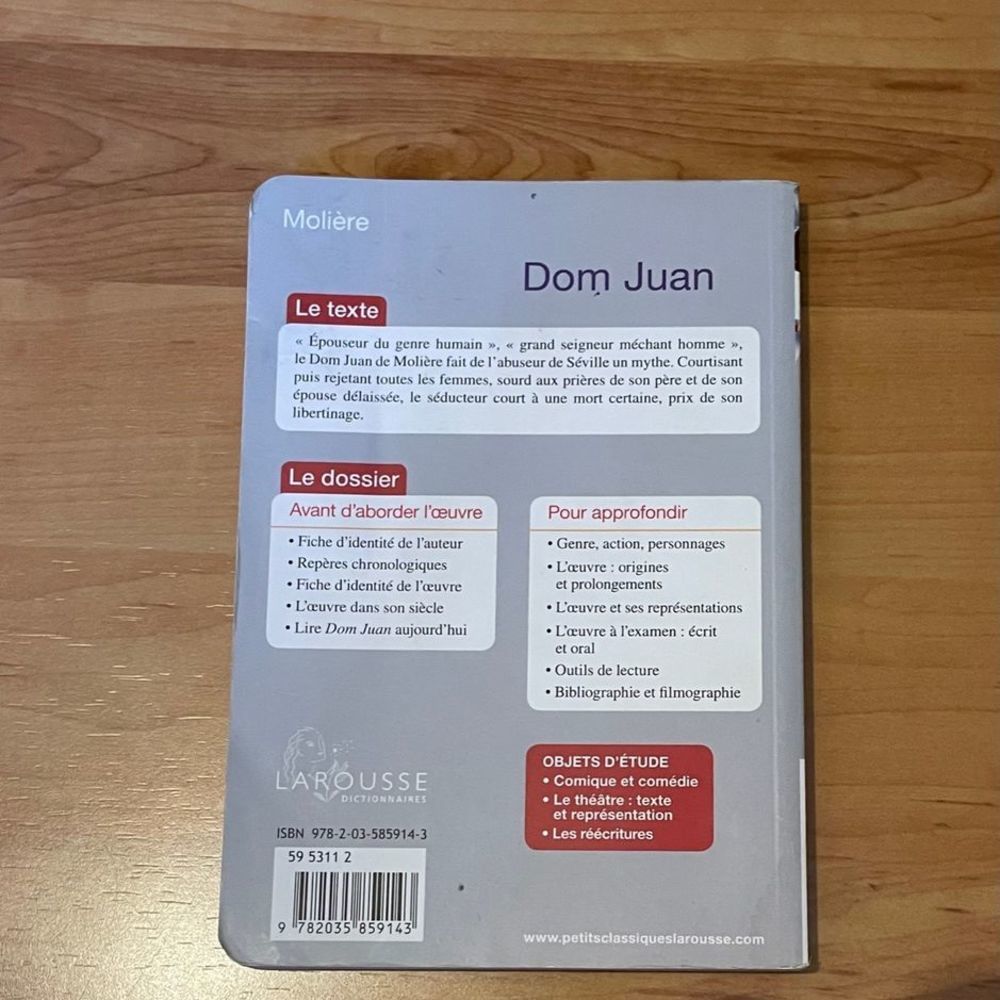 Molière
Dom Juan
Le texte
« Épouseur du genre humain », « grand seigneur méchant homme »,
le Dom Juan de Molière fait de l'abuseur de Séville un mythe. Courtisant
puis rejetant toutes les femmes, sourd aux prières de son père et de son
épouse délaissée, le séducteur court à une mort certaine, prix de son
libertinage.
Le dossier
Avant d'aborder l'œuvre
• Fiche d'identité de l'auteur
• Repères chronologiques
• Fiche d'identité de l'œuvre
• L'œuvre dans son siècle
• Lire Dom Juan aujourd'hui
Pour approfondir
• Genre, action, personnages
• L'œuvre : origines
et prolongements
• L'œuvre et ses représentations
• L'œuvre à l'examen : écrit
et oral
• Outils de lecture
• Bibliographie et filmographie
LAROUSSE
DICTIONNAIRES
OBJETS D'ÉTUDE
• Comique et comédie
• Le théâtre : texte
et représentation
• Les réécritures
ISBN 978-2-03-585914-3
59 5311 2
9 782035 859143
www.petitsclassiqueslarousse.com